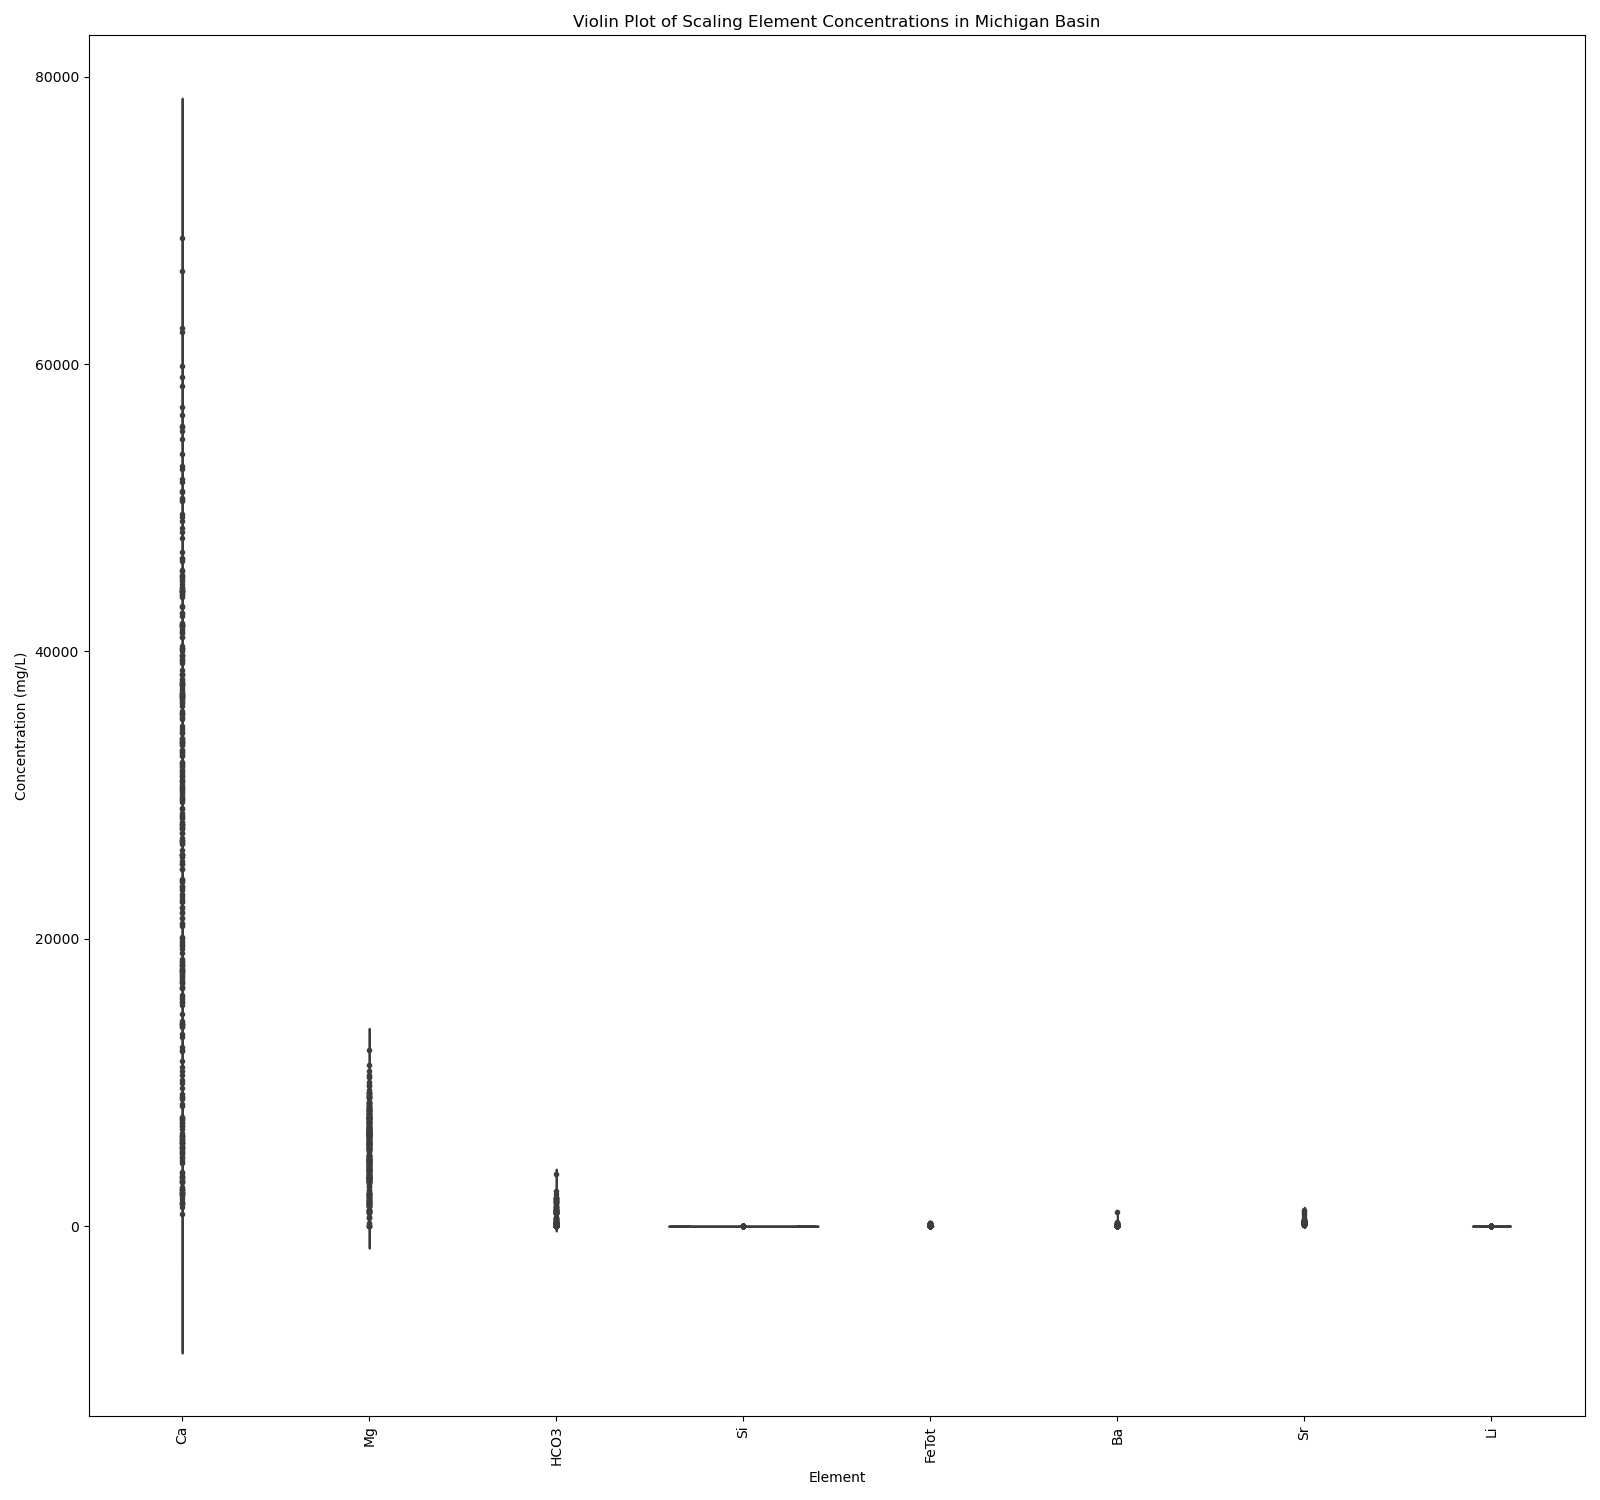 Violin Plot of Scaling Element Concentrations in Michigan Basin
80000
60000
40000
20000
0
Concentration (mg/L)
Ca
Mg
HCO3
Si
FeTot
Ba
Sr
Li
Element